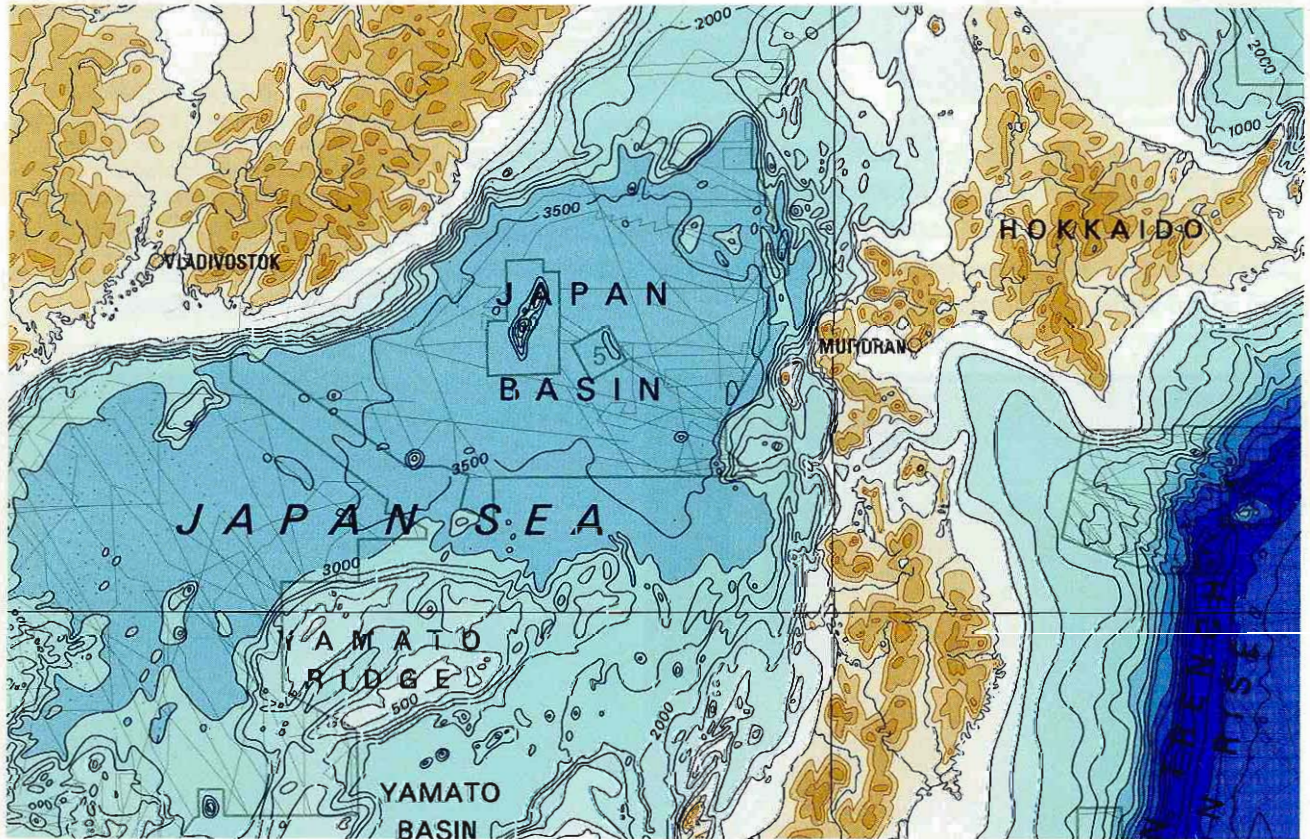 2000
2000
1000
3500
HOKKAIDO
VLADIVOSTOK
JAPAN
MURORAN
5
BASIN
3500
JAPAN SEA
3000
YAMATO
RIDGE
500
2000
YAMATO
BASIN